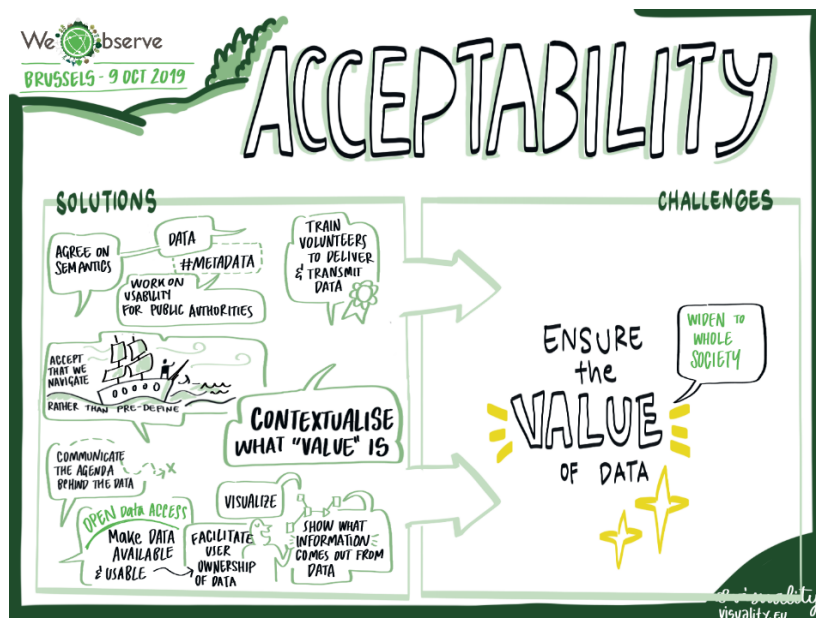 WeObserve
BRUSSELS - 9 OCT 2019
ACCEPTABILITY
SOLUTIONS
AGREE ON
SEMANTICS
DATA
#METADATA
WORK ON
USABILITY
FOR PUBLIC AUTHORITIES
TRAIN
VOLUNTEERS
TO DELIVER
& TRANSMIT
DATA
ACCEPT
THAT WE
NAVIGATE
RATHER THAN PRE-DEFINE
CONTEXTUALISE
WHAT "VALUE" IS
COMMUNICATE
THE AGENDA
BEHIND THE DATA
OPEN Data ACCESS
MAKE DATA
AVAILABLE
& USABLE
FACILITATE
USER
OWNERSHIP
OF DATA
VISUALIZE
SHOW WHAT
INFORMATION
COMES OUT FROM
DATA
CHALLENGES
ENSURE
the
VALUE
OF DATA
WIDEN TO
WHOLE
SOCIETY
visuality
visuality.eu